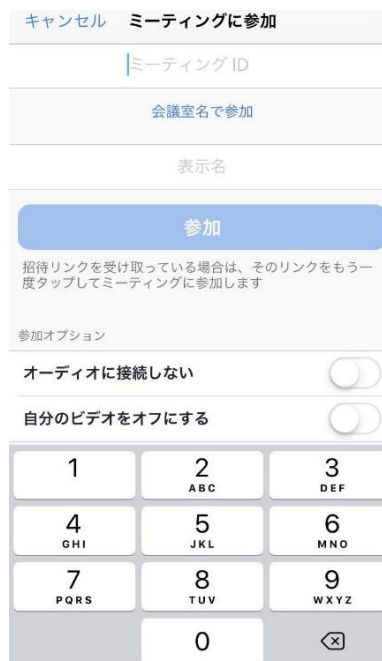 キャンセル ミーティングに参加
ミーティング ID
会議室名で参加
表示名
参加
招待リンクを受け取っている場合は、そのリンクをもう一
度タップしてミーティングに参加します
参加オプション
オーディオに接続しない
自分のビデオをオフにする
1 2 3
ABC DEF
4 5 6
GHI JKL MNO
7 8 9
PQRS TUV WXYZ
0